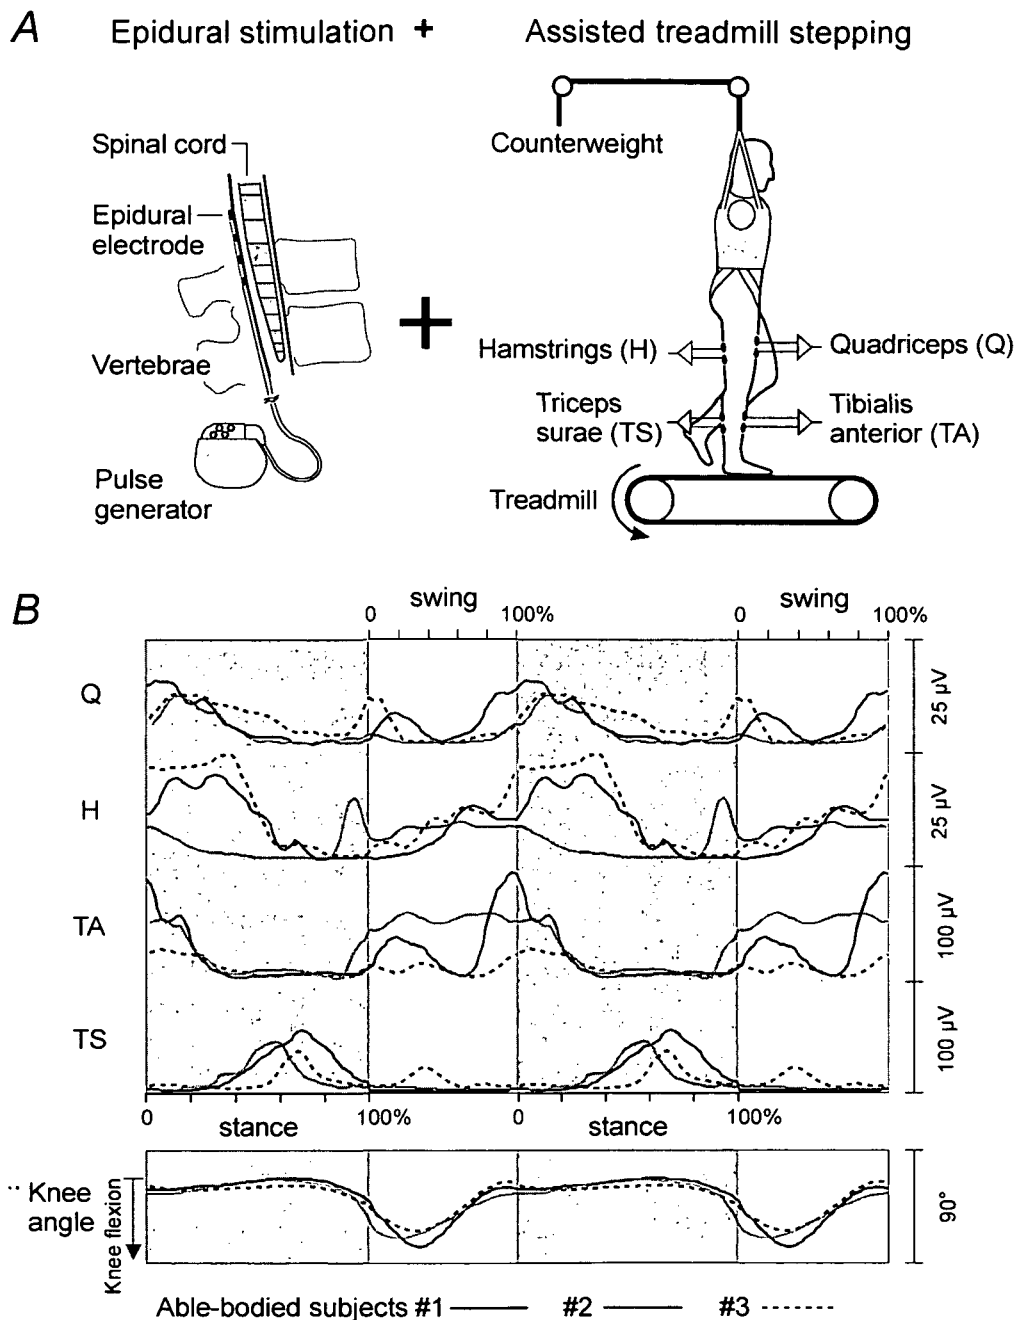 A
Epidural stimulation +
Assisted treadmill stepping
Spinal cord
Epidural
electrode
Vertebrae
Pulse
generator
+
Counterweight
Hamstrings (H)
Quadriceps (Q)
Triceps
surae (TS)
Tibialis
anterior (TA)
Treadmill
B
swing
swing
0
100%
0
100%
Q
25 µV
H
25 µV
TA
100 µV
TS
100 µV
0
100%
0
100%
stance
stance
Knee
angle
Knee flexion
90°
Able-bodied subjects #1
#2
#3